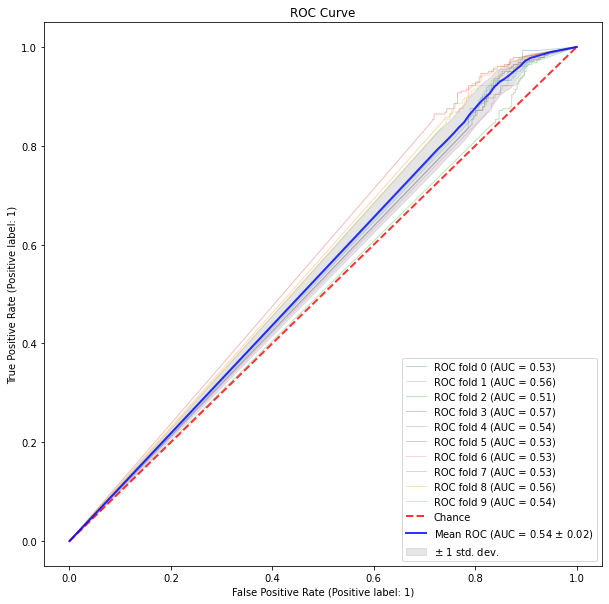 ROC Curve
True Positive Rate (Positive label: 1)
1.0
0.8
0.6
0.4
0.2
0.0
0.0 0.2 0.4 0.6 0.8 1.0
False Positive Rate (Positive label: 1)
ROC fold 0 (AUC = 0.53)
ROC fold 1 (AUC = 0.56)
ROC fold 2 (AUC = 0.51)
ROC fold 3 (AUC = 0.57)
ROC fold 4 (AUC = 0.54)
ROC fold 5 (AUC = 0.53)
ROC fold 6 (AUC = 0.53)
ROC fold 7 (AUC = 0.53)
ROC fold 8 (AUC = 0.56)
ROC fold 9 (AUC = 0.54)
Chance
Mean ROC (AUC = 0.54 ± 0.02)
± 1 std. dev.